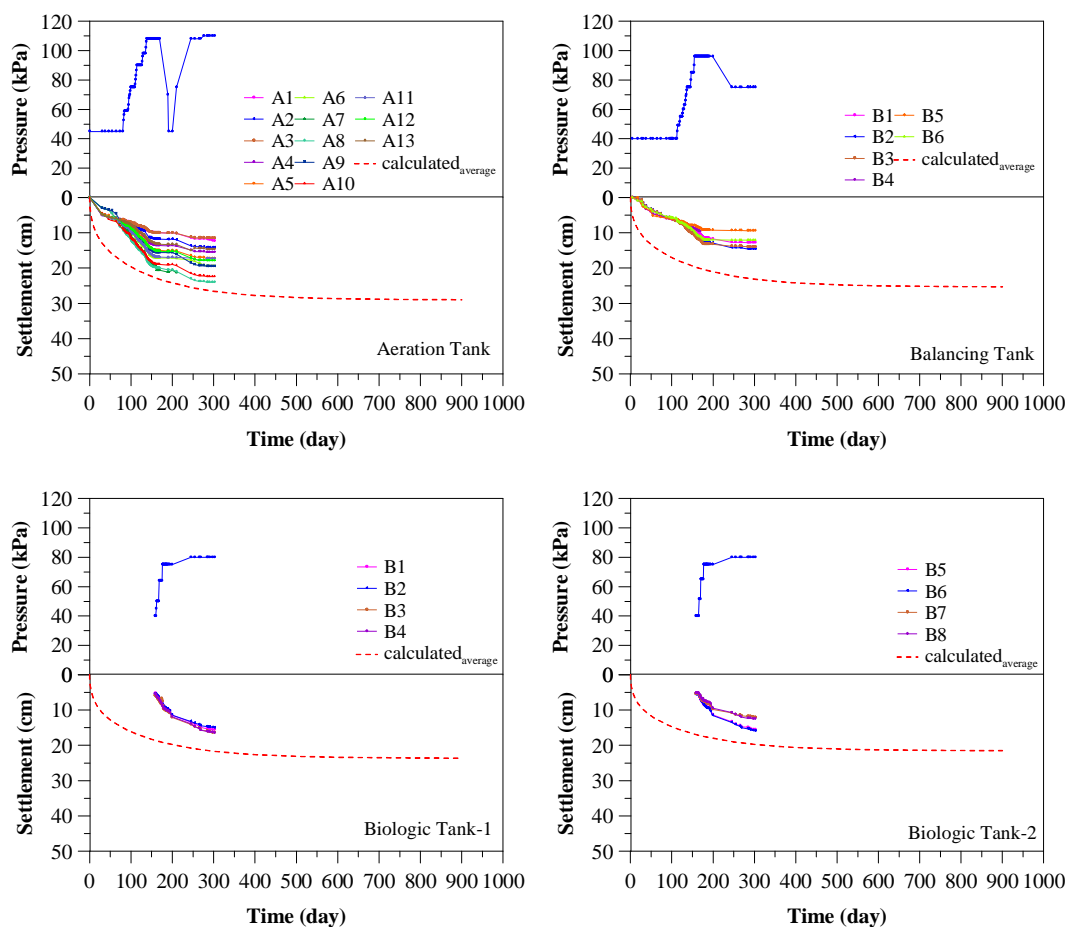 120
100
80
60
40
20
0
10
20
30
40
50
Pressure (kPa)
Settlement (cm)
A1 A6 A11
A2 A7 A12
A3 A8 A13
A4 A9 calculated average
A5 A10
Aeration Tank
0 100 200 300 400 500 600 700 800 900 1000
Time (day)
120
100
80
60
40
20
0
10
20
30
40
50
Pressure (kPa)
Settlement (cm)
B1 B5
B2 B6
B3 calculated average
B4
Balancing Tank
0 100 200 300 400 500 600 700 800 900 1000
Time (day)
120
100
80
60
40
20
0
10
20
30
40
50
Pressure (kPa)
Settlement (cm)
B1
B2
B3
B4
calculated average
Biologic Tank-1
0 100 200 300 400 500 600 700 800 900 1000
Time (day)
120
100
80
60
40
20
0
10
20
30
40
50
Pressure (kPa)
Settlement (cm)
B5
B6
B7
B8
calculated average
Biologic Tank-2
0 100 200 300 400 500 600 700 800 900 1000
Time (day)